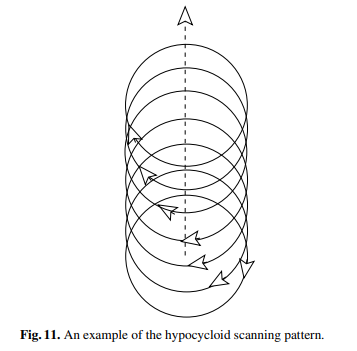 Fig. 11. An example of the hypocycloid scanning pattern.